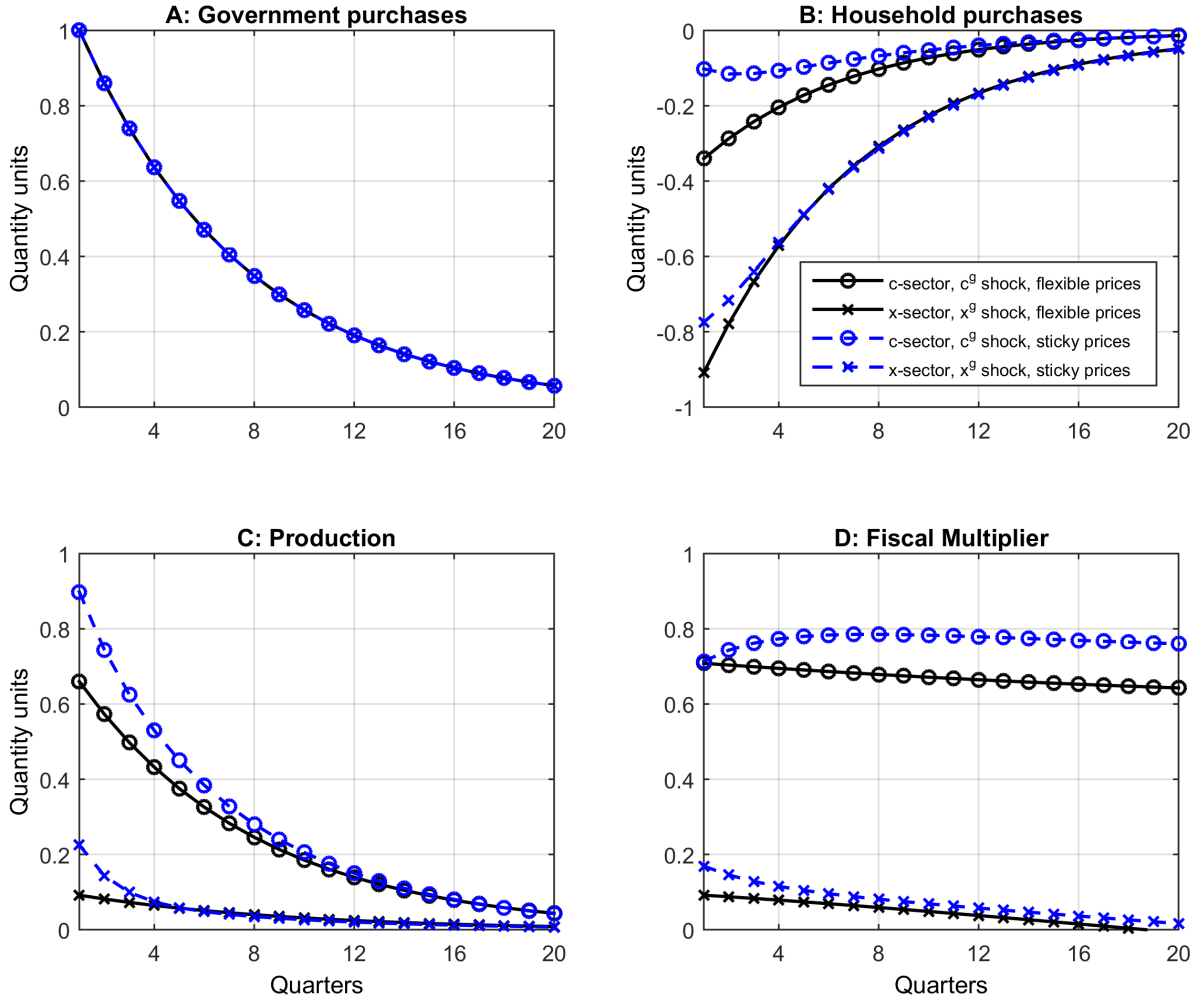 A: Government purchases
Quantity units
1
0.8
0.6
0.4
0.2
0
4 8 12 16 20
B: Household purchases
Quantity units
0
-0.2
-0.4
-0.6
-0.8
-1
4 8 12 16 20
c-sector, c^g shock, flexible prices
x-sector, x^g shock, flexible prices
c-sector, c^g shock, sticky prices
x-sector, x^g shock, sticky prices
C: Production
Quantity units
1
0.8
0.6
0.4
0.2
0
4 8 12 16 20
Quarters
D: Fiscal Multiplier
1
0.8
0.6
0.4
0.2
0
4 8 12 16 20
Quarters